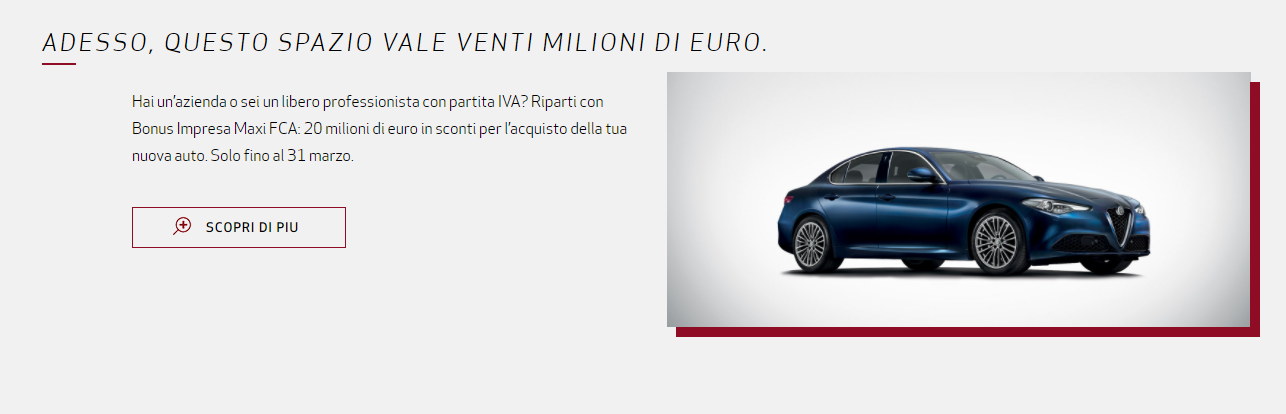 ADESSO, QUESTO SPAZIO VALE VENTI MILIONI DI EURO.
Hai un'azienda o sei un libero professionista con partita IVA? Riparti con
Bonus Impresa Maxi FCA: 20 milioni di euro in sconti per l'acquisto della tua
nuova auto. Solo fino al 31 marzo.
SCOPRI DI PIU